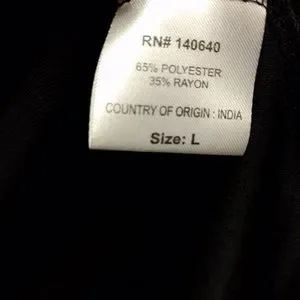 RN# 140640
65% POLYESTER
35% RAYON
COUNTRY OF ORIGIN : INDIA
Size: L